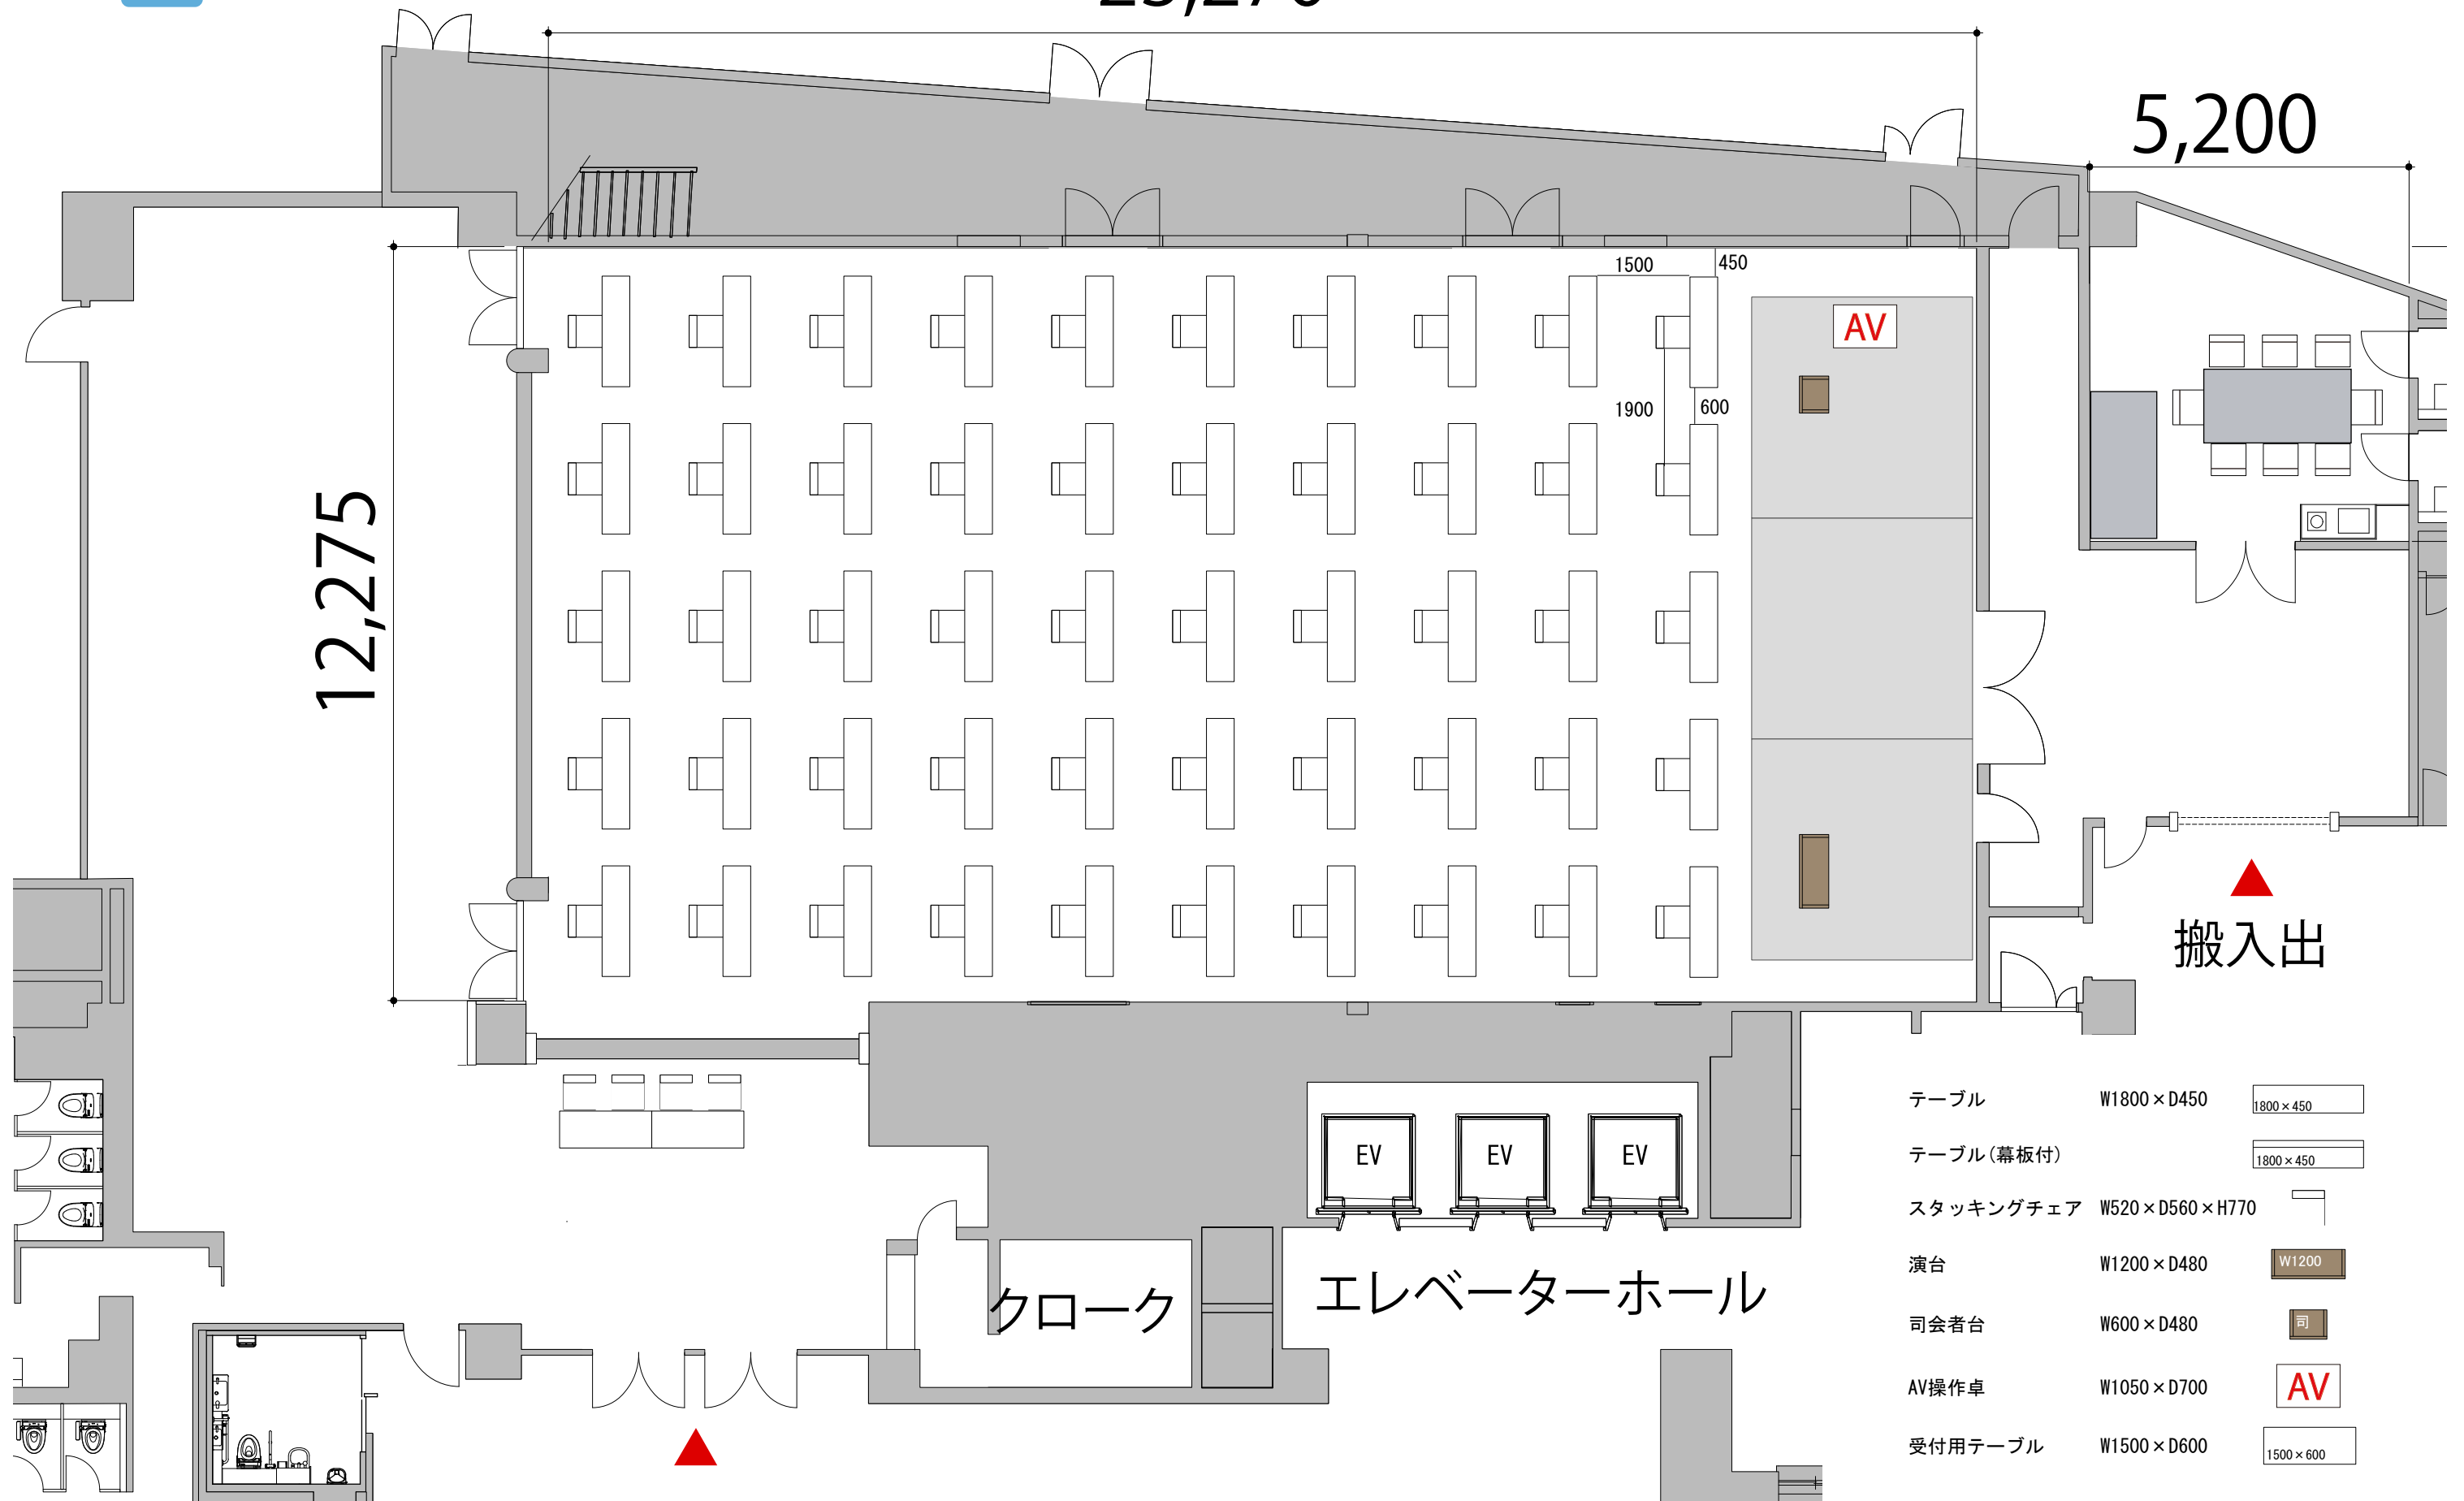 5,200
1500
450
AV
1900
600
12,275
搬入出
EV
EV
EV
クローク
エレベーターホール
テーブル W1800×D450 1800×450
テーブル(幕板付) 1800×450
スタッキングチェア W520×D560×H770
演台 W1200×D480 W1200
司会者台 W600×D480 司
AV操作卓 W1050×D700 AV
受付用テーブル W1500×D600 1500×600